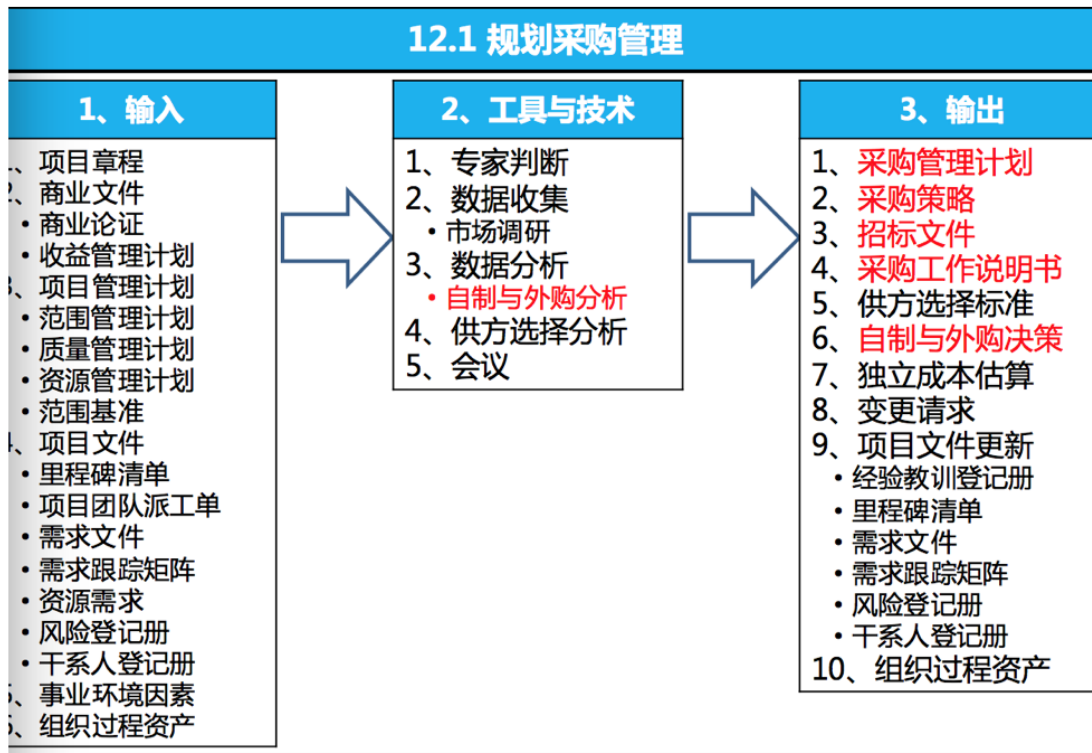 12.1 规划采购管理
1、输入
、项目章程
2、商业文件
• 商业论证
• 收益管理计划
3、项目管理计划
• 范围管理计划
• 质量管理计划
• 资源管理计划
• 范围基准
、项目文件
• 里程碑清单
• 项目团队派工单
• 需求文件
• 需求跟踪矩阵
• 资源需求
• 风险登记册
• 干系人登记册
5、事业环境因素
6、组织过程资产
2、工具与技术
1、专家判断
2、数据收集
• 市场调研
3、数据分析
• 自制与外购分析
4、供方选择分析
5、会议
3、输出
1、采购管理计划
2、采购策略
3、招标文件
4、采购工作说明书
5、供方选择标准
6、自制与外购决策
7、独立成本估算
8、变更请求
9、项目文件更新
• 经验教训登记册
• 里程碑清单
• 需求文件
• 需求跟踪矩阵
• 风险登记册
• 干系人登记册
10、组织过程资产